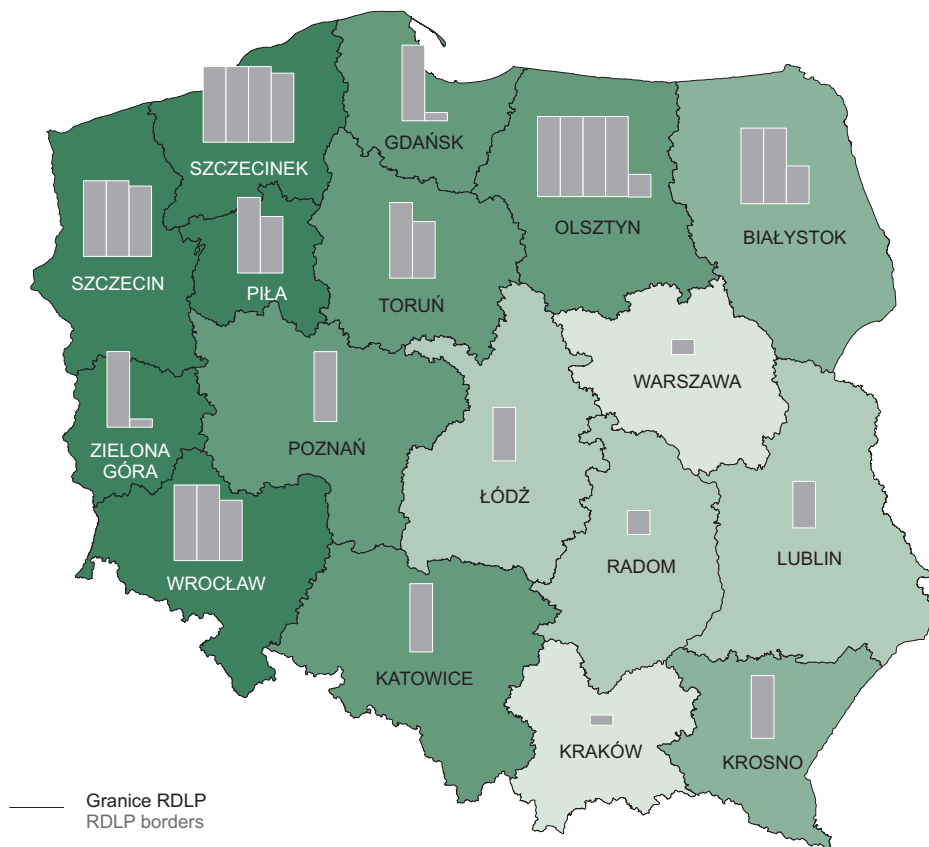 GDAŃSK
SZCZECINEK
OLSZTYN
BIAŁYSTOK
SZCZECIN
PIŁA
TORUŃ
WARSZAWA
POZNAŃ
ZIELONA
GÓRA
ŁÓDŹ
LUBLIN
RADOM
WROCŁAW
KATOWICE
KRAKÓW
KROSNO
Granice RDLP
RDLP borders